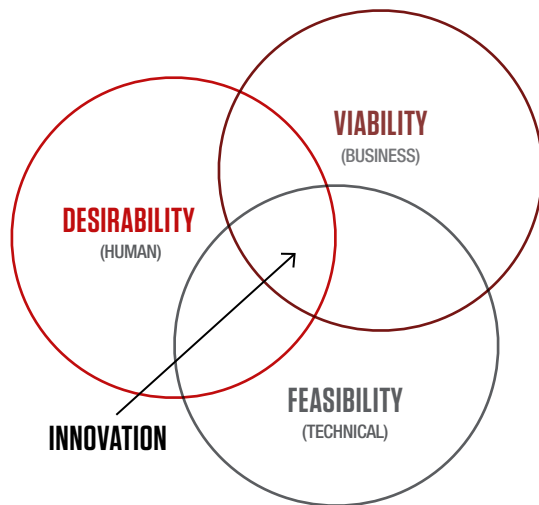 VIABILITY
(BUSINESS)
DESIRABILITY
(HUMAN)
FEASIBILITY
(TECHNICAL)
INNOVATION